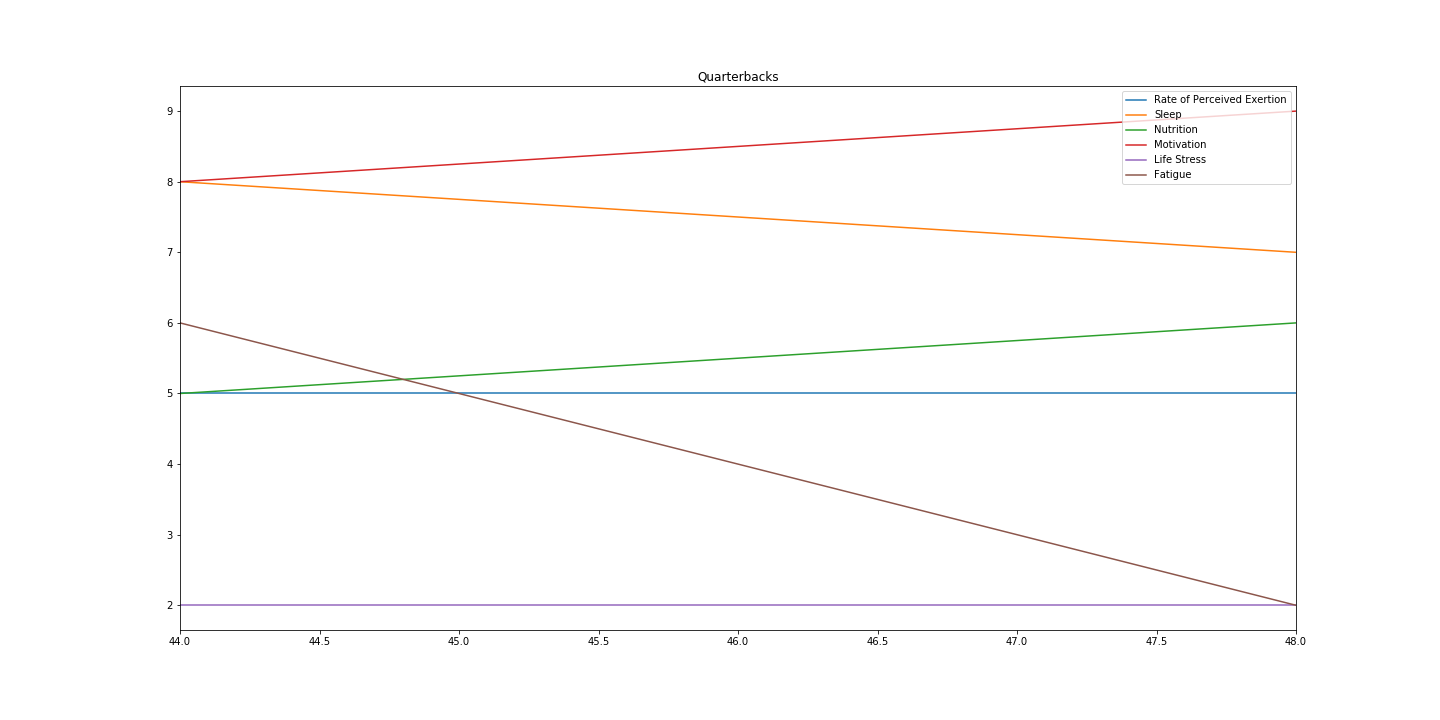 Quarterbacks
Rate of Perceived Exertion
Sleep
Nutrition
Motivation
Life Stress
Fatigue
9
8
7
6
5
4
3
2
44.0 44.5 45.0 45.5 46.0 46.5 47.0 47.5 48.0